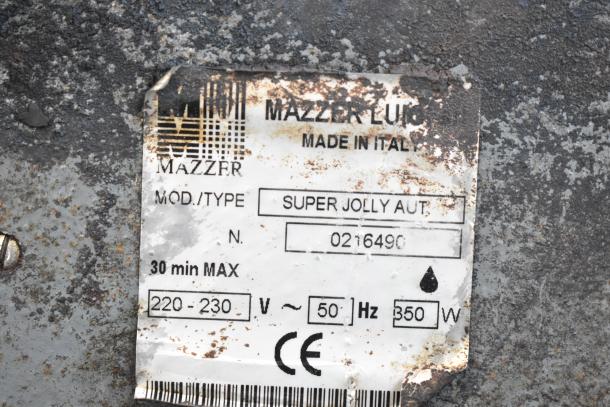 MAZZER LUIGI
MADE IN ITALY
MAZZER
MOD./TYPE SUPER JOLLY AUT.
N. 0216490
30 min MAX
220 - 230 V ~ 50 Hz 350 W
CE